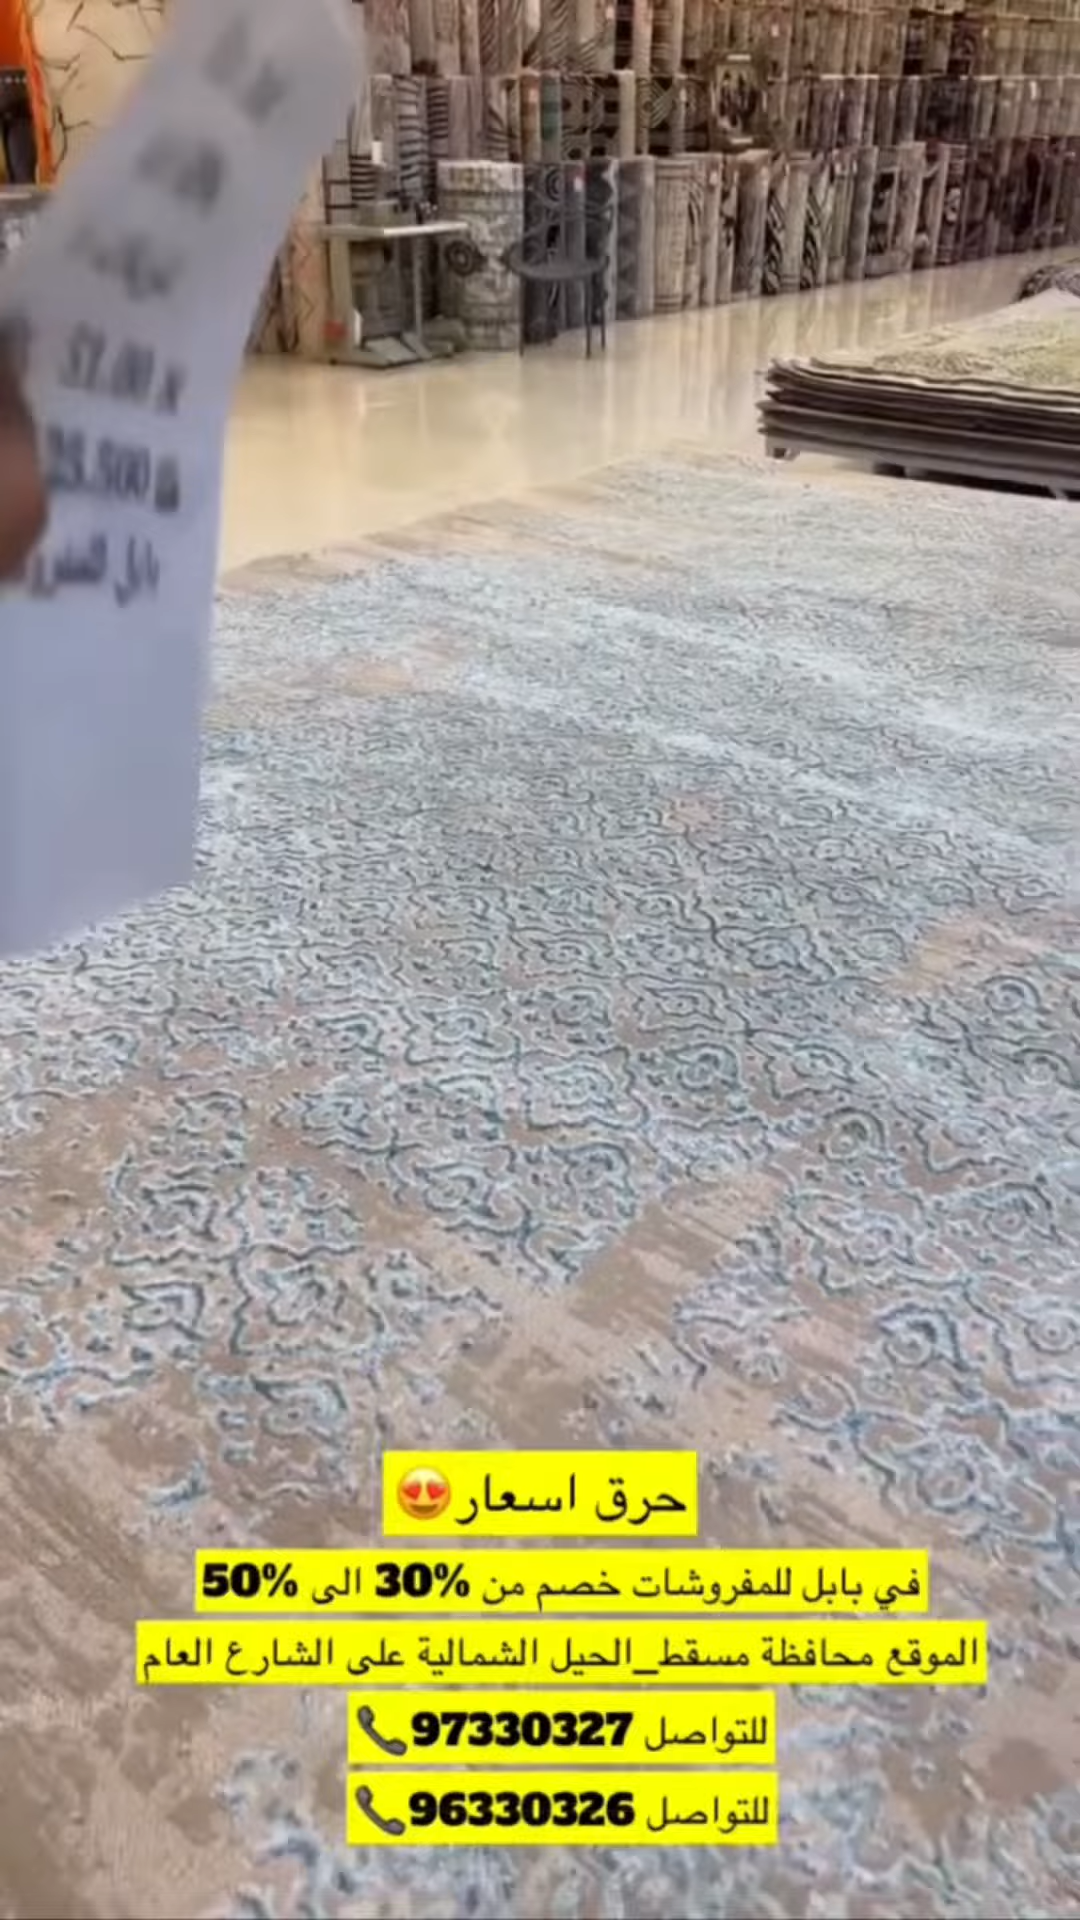 حرق اسعار😍
في بابل للمفروشات خصم من 30% الى 50%
الموقع محافظة مسقط_الحيل الشمالية على الشارع العام
للتواصل 97330327📞
للتواصل 96330326📞